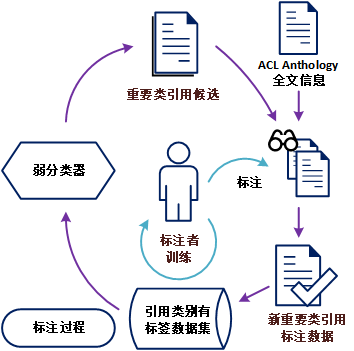 ACL Anthology
全文信息
重要类引用候选
弱分类器
标注
标注者
训练
引用类别有
标签数据集
新重要类引用
标注数据
标注过程